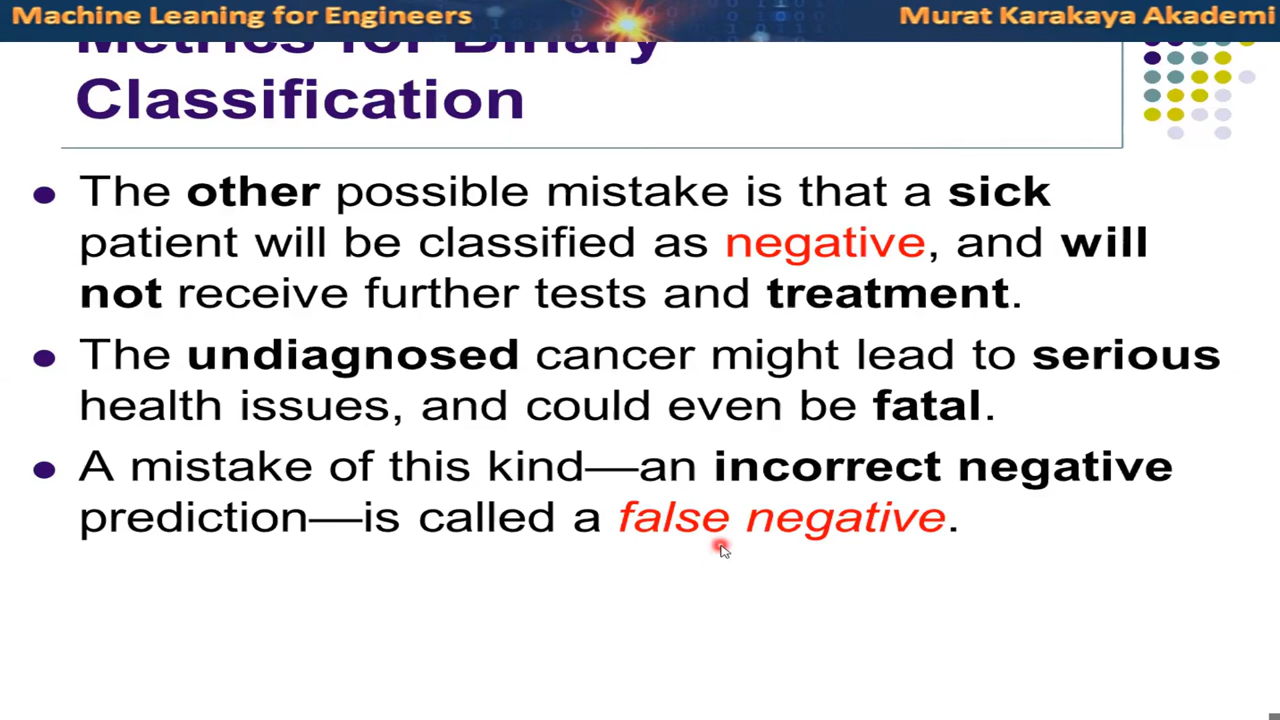 Machine Leaning for Engineers
Murat Karakaya Akademi
Metrics for Binary
Classification
The other possible mistake is that a sick
patient will be classified as negative, and will
not receive further tests and treatment.
The undiagnosed cancer might lead to serious
health issues, and could even be fatal.
A mistake of this kind—an incorrect negative
prediction—is called a false negative.